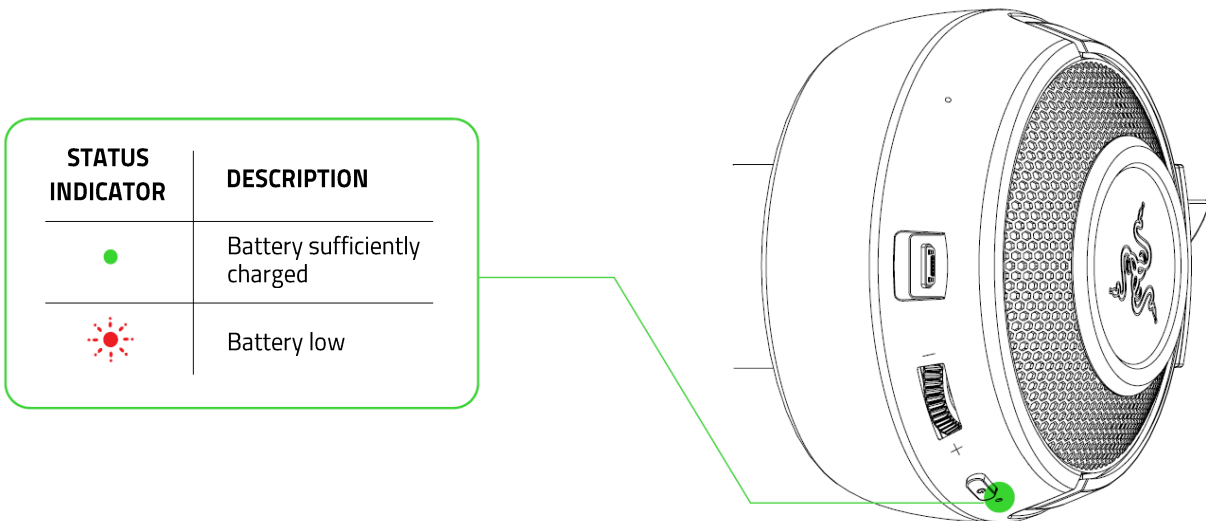 STATUS
INDICATOR
DESCRIPTION
Battery sufficiently
charged
Battery low
−
+